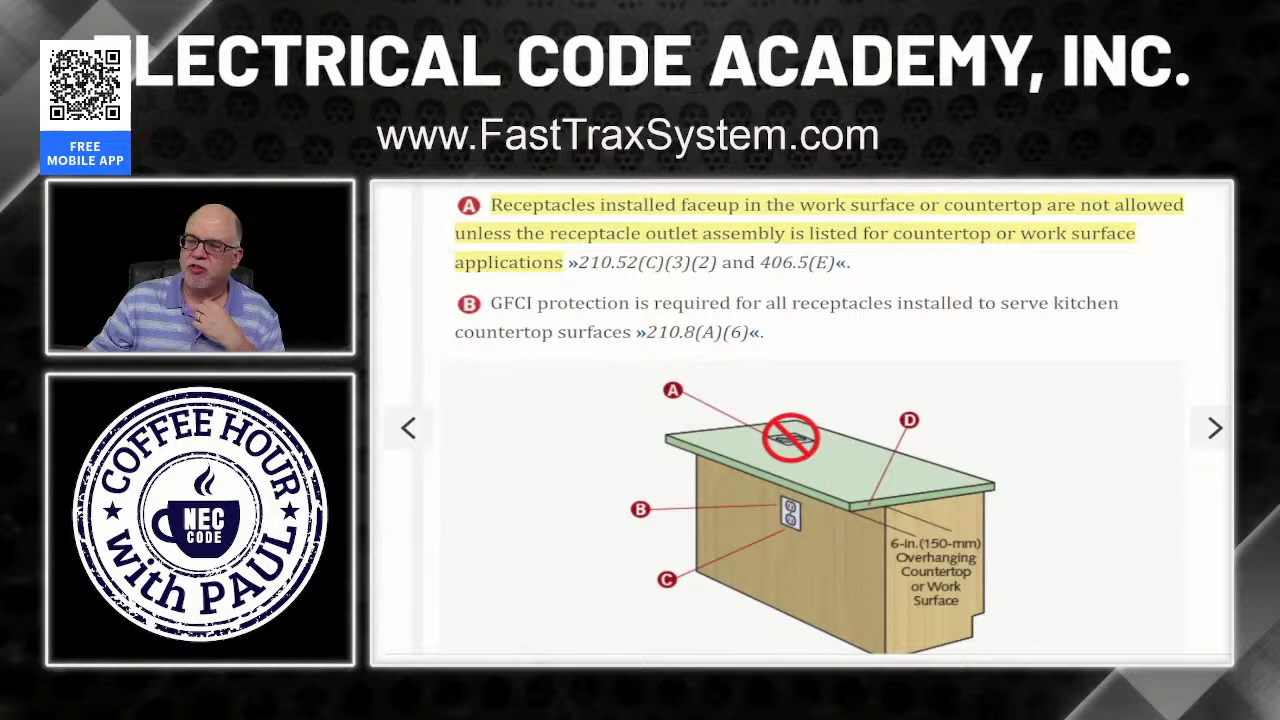 ELECTRICAL CODE ACADEMY, INC.
www.FastTraxSystem.com
FREE
MOBILE APP
A Receptacles installed faceup in the work surface or countertop are not allowed
unless the receptacle outlet assembly is listed for countertop or work surface
applications »210.52(C)(3)(2) and 406.5(E)«.
B GFCI protection is required for all receptacles installed to serve kitchen
countertop surfaces »210.8(A)(6)«.
A
D
B
C
6-in.(150-mm)
Overhanging
Countertop
or Work
Surface
COFFEE HOUR
NEC
CODE
with PAUL